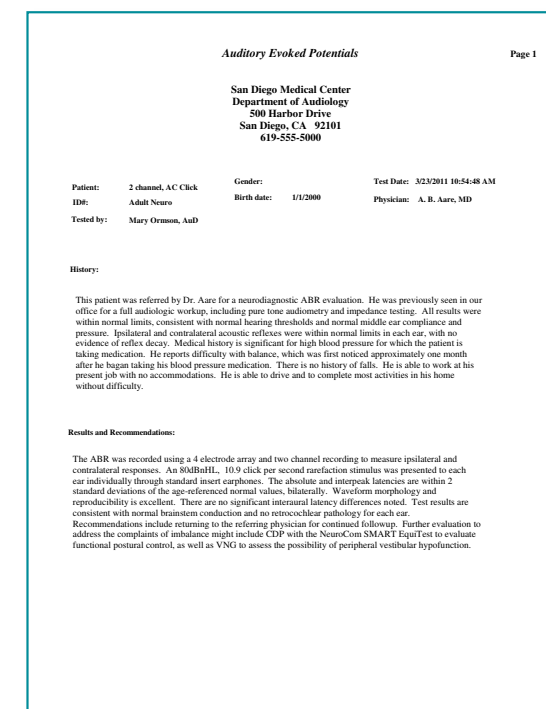 Auditory Evoked Potentials Page 1
San Diego Medical Center
Department of Audiology
500 Harbor Drive
San Diego, CA 92101
619-555-5000
Patient: 2 channel, AC Click Gender: Test Date: 3/23/2011 10:54:48 AM
ID#: Adult Neuro Birth date: 1/1/2000 Physician: A. B. Aare, MD
Tested by: Mary Ormson, AuD
History:
This patient was referred by Dr. Aare for a neurodiagnostic ABR evaluation. He was previously seen in our
office for a full audiologic workup, including pure tone audiometry and impedance testing. All results were
within normal limits, consistent with normal hearing thresholds and normal middle ear compliance and
pressure. Ipsilateral and contralateral acoustic reflexes were within normal limits in each ear, with no
evidence of reflex decay. Medical history is significant for high blood pressure for which the patient is
taking medication. He reports difficulty with balance, which was first noticed approximately one month
after he bagan taking his blood pressure medication. There is no history of falls. He is able to work at his
present job with no accommodations. He is able to drive and to complete most activities in his home
without difficulty.
Results and Recommendations:
The ABR was recorded using a 4 electrode array and two channel recording to measure ipsilateral and
contralateral responses. An 80dBnHL, 10.9 click per second rarefaction stimulus was presented to each
ear individually through standard insert earphones. The absolute and interpeak latencies are within 2
standard deviations of the age-referenced normal values, bilaterally. Waveform morphology and
reproducibility is excellent. There are no significant interaural latency differences noted. Test results are
consistent with normal brainstem conduction and no retrocochlear pathology for each ear.
Recommendations include returning to the referring physician for continued followup. Further evaluation to
address the complaints of imbalance might include CDP with the NeuroCom SMART EquiTest to evaluate
functional postural control, as well as VNG to assess the possibility of peripheral vestibular hypofunction.